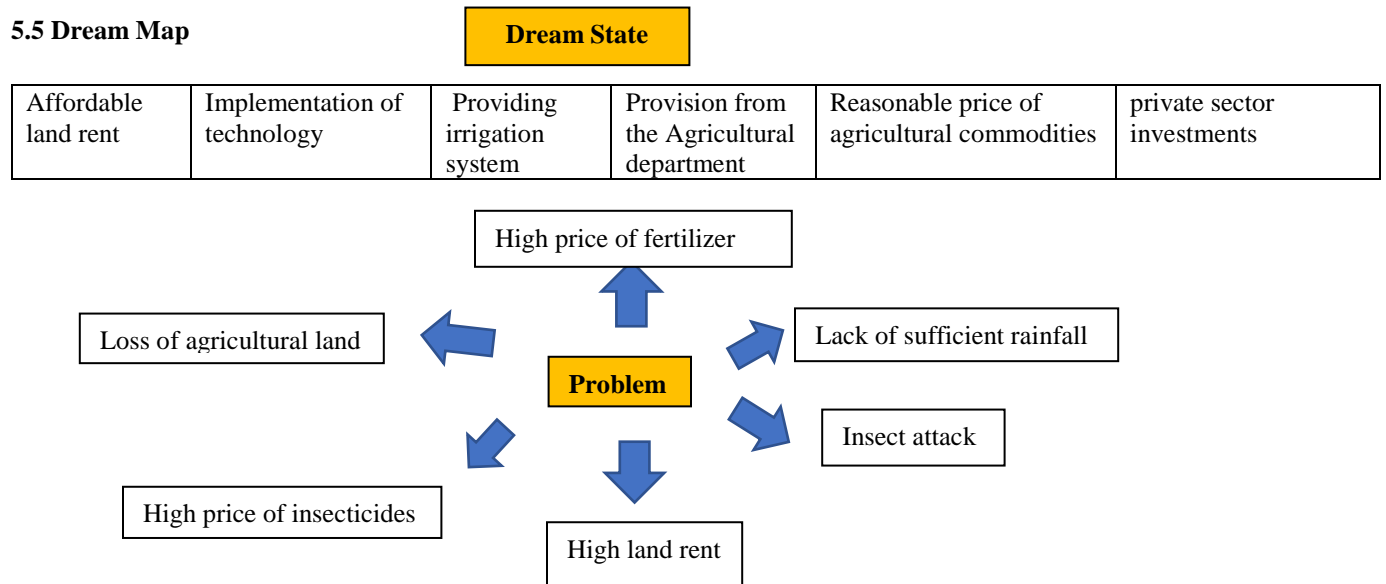 5.5 Dream Map
Dream State
Affordable
land rent
Implementation of
technology
Providing
irrigation
system
Provision from
the Agricultural
department
Reasonable price of
agricultural commodities
private sector
investments
High price of fertilizer
Loss of agricultural land
Lack of sufficient rainfall
Problem
Insect attack
High price of insecticides
High land rent